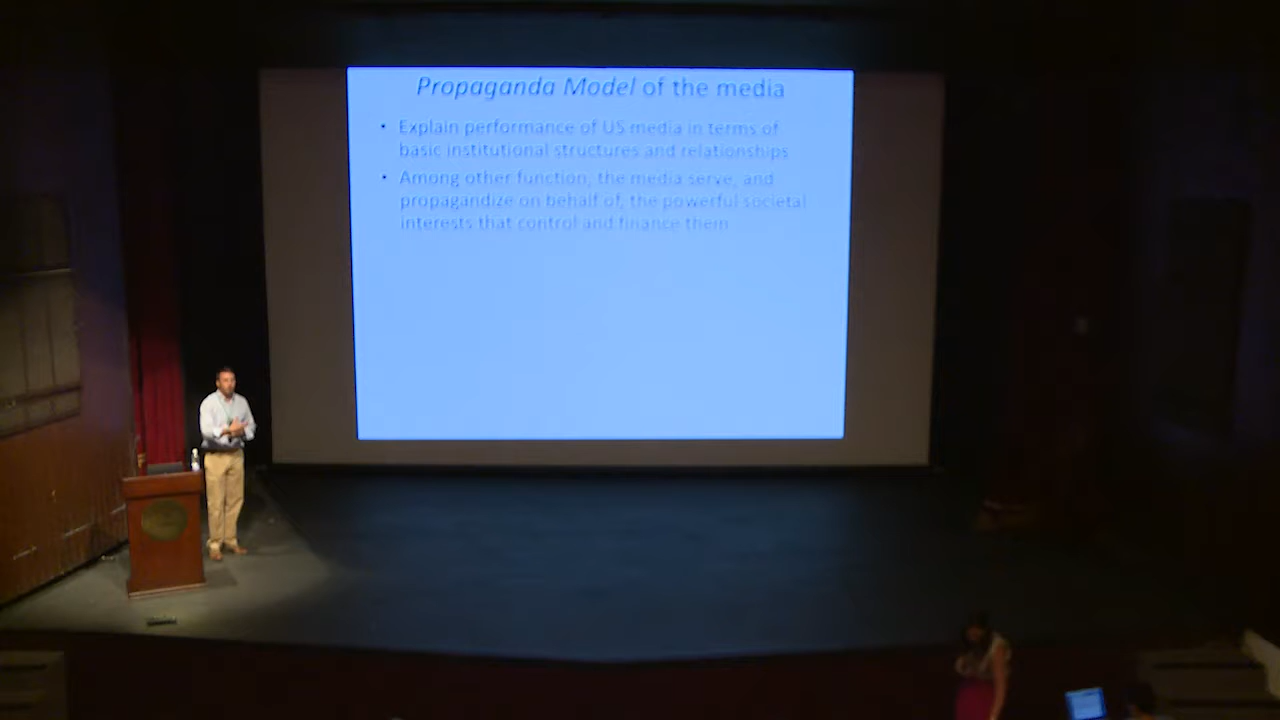 Propaganda Model of the media
• Explain performance of US media in terms of
basic institutional structures and relationships
• Among other function, the media serve, and
propagandize on behalf of, the powerful societal
interests that control and finance them